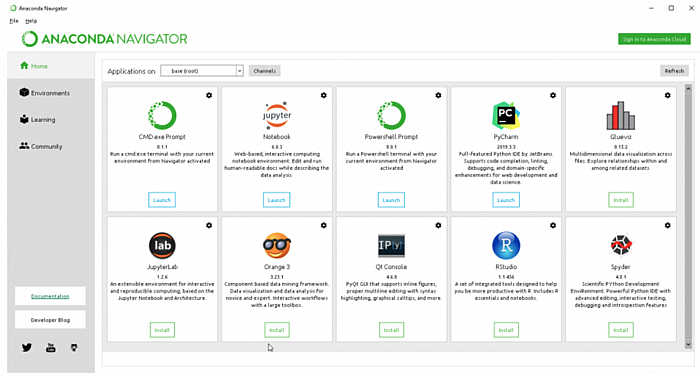 Anaconda Navigator
File Help
ANACONDA NAVIGATOR
Sign in to Anaconda Cloud
Home
Environments
Learning
Community
Documentation
Developer Blog
Applications on base (root) Channels
Refresh
CMD.exe Prompt
0.1.1
Run a cmd.exe terminal with your current
environment from Navigator activated
Launch
jupyter
Notebook
6.0.3
Web-based, interactive computing
notebook environment. Edit and run
human-readable docs while describing the
data analysis.
Launch
Powershell Prompt
0.0.1
Run a Powershell terminal with your
current environment from Navigator
activated
Launch
PC
PyCharm
2019.3.3
Full-featured Python IDE by JetBrains.
Supports code completion, linting,
debugging, and domain-specific
enhancements for web development and
data science.
Launch
Glueviz
0.15.2
Multidimensional data visualization across
files. Explore relationships within and
among related datasets.
Install
lab
JupyterLab
1.2.6
An extensible environment for interactive
and reproducible computing, based on the
Jupyter Notebook and Architecture.
Install
Orange 3
3.23.1
Component based data mining framework.
Data visualization and data analysis for
novice and expert. Interactive workflows
with a large toolbox.
Install
IP[y]:
Qt Console
4.6.0
PyQt GUI that supports inline figures,
proper multiline editing with syntax
highlighting, graphical calltips, and more.
Install
R
RStudio
1.1.456
A set of integrated tools designed to help
you be more productive with R. Includes R
essentials and notebooks.
Install
Spyder
4.0.1
Scientific PYthon Development
EnviRonment. Powerful Python IDE with
advanced editing, interactive testing,
debugging and introspection features
Install